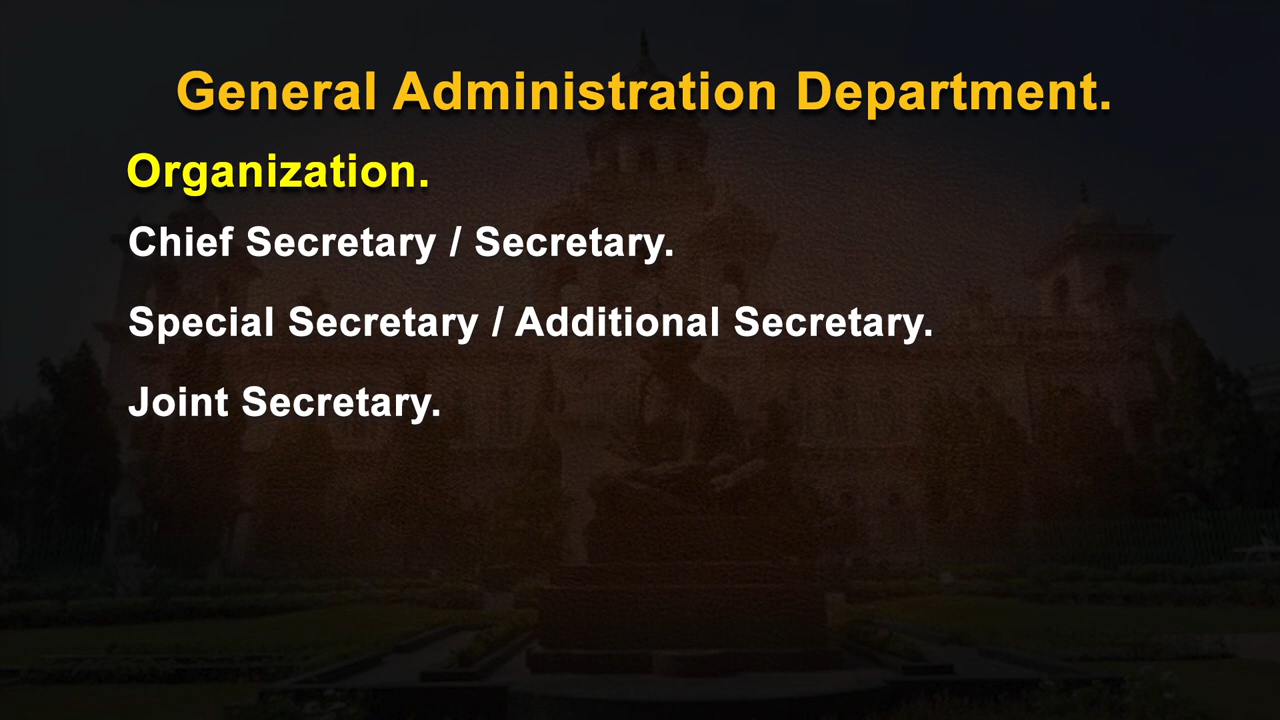 General Administration Department.
Organization.
Chief Secretary / Secretary.
Special Secretary / Additional Secretary.
Joint Secretary.